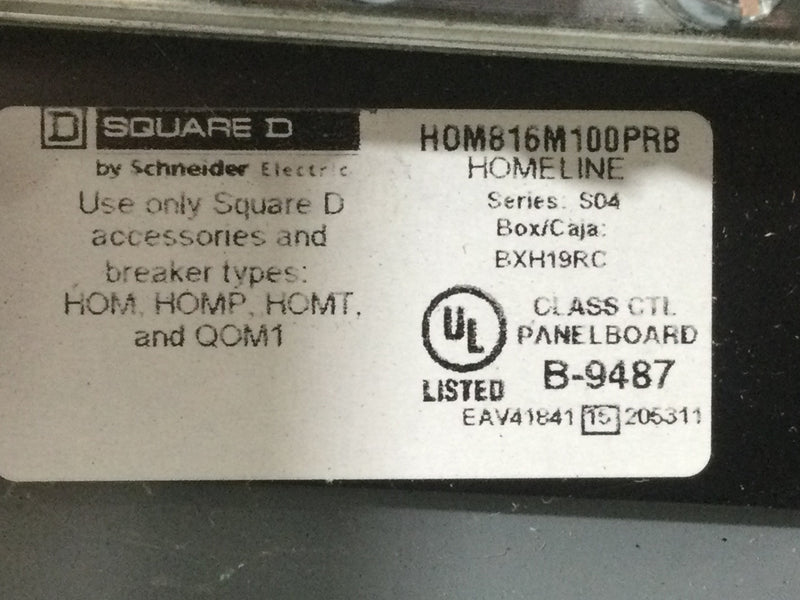 D SQUARE D
by Schneider Electric
Use only Square D
accessories and
breaker types:
HOM, HOMP, HOMT,
and QOM1
HOM816M100PRB
HOMELINE
Series: S04
Box/Caja:
BXH19RC
UL
LISTED
CLASS CTL
PANELBOARD
B-9487
EAV41841 15 205311